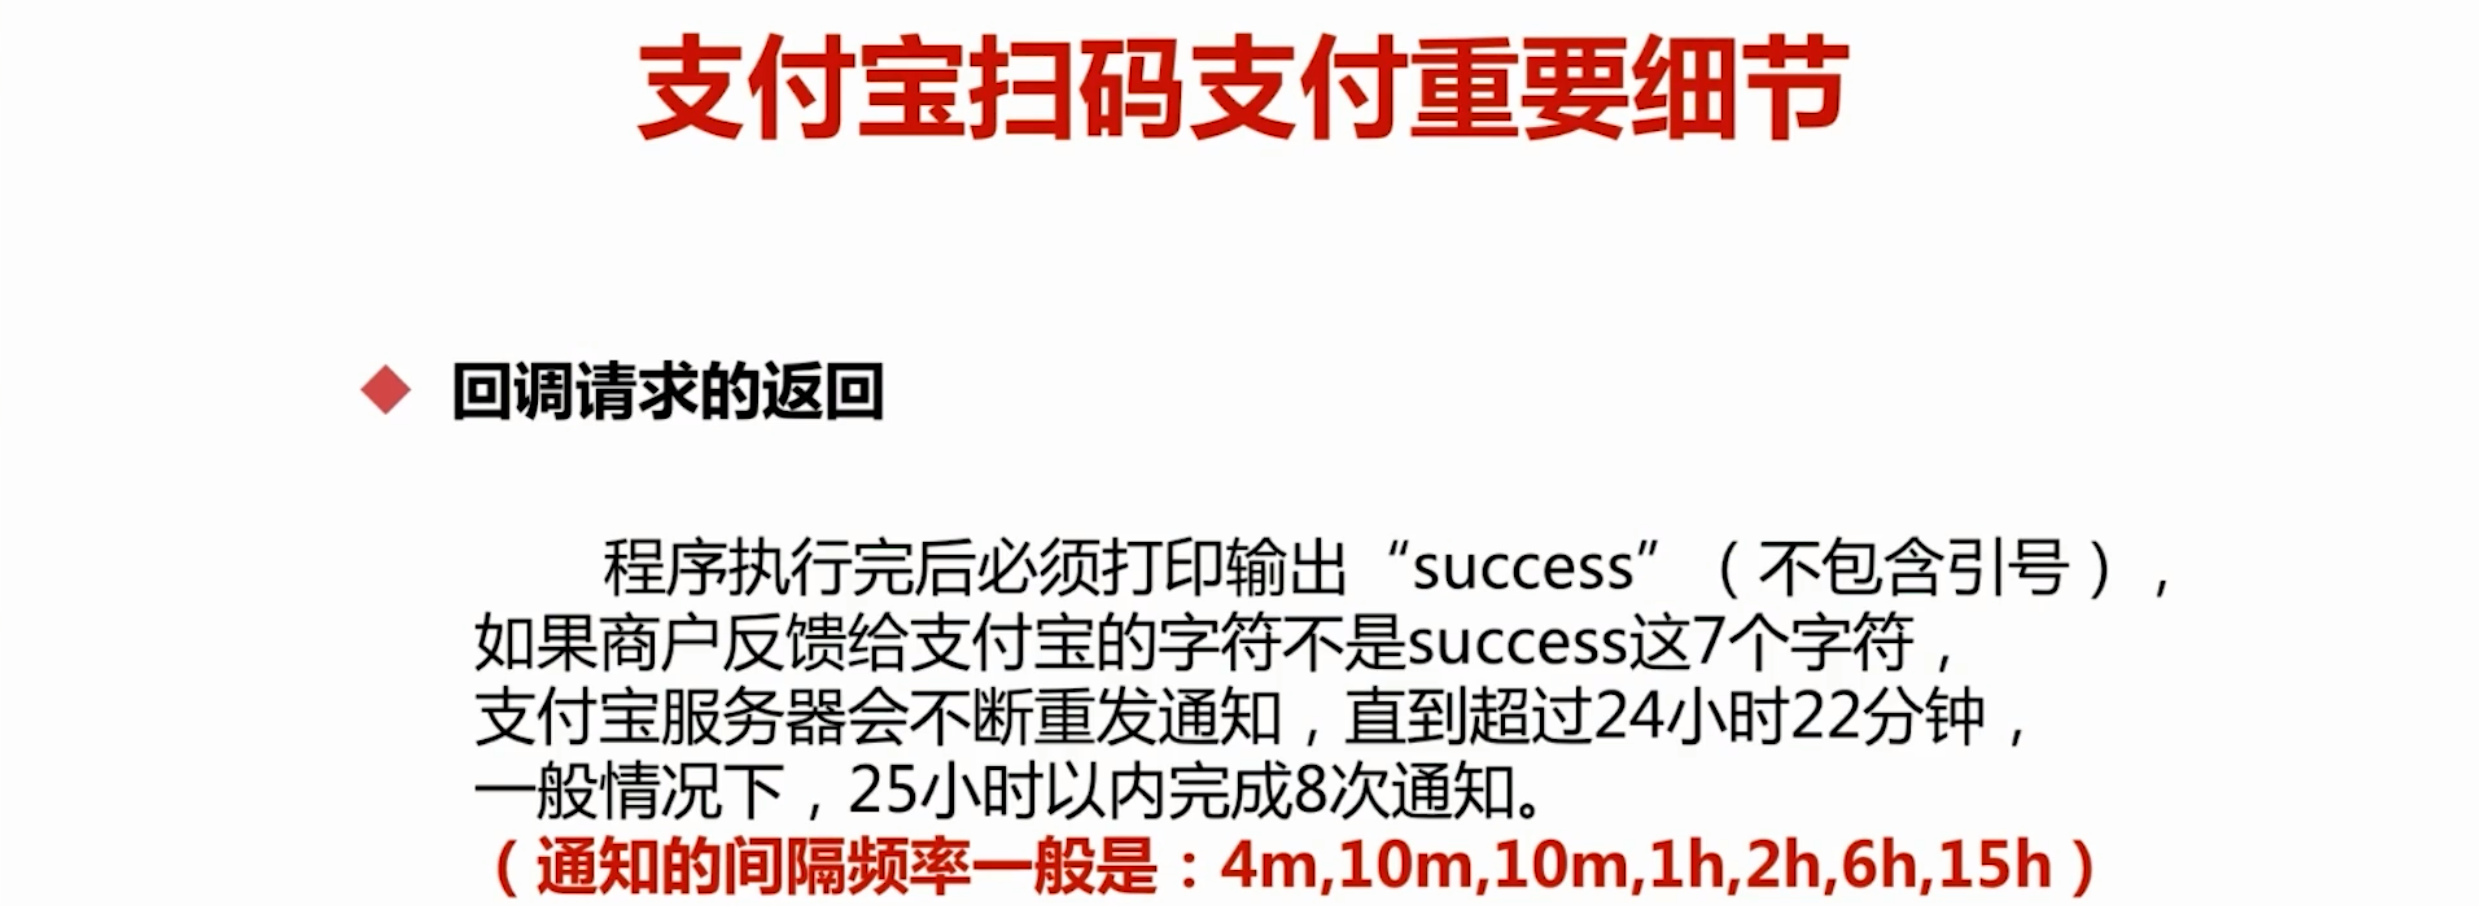 支付宝扫码支付重要细节
回调请求的返回
程序执行完后必须打印输出“success”（不包含引号），
如果商户反馈给支付宝的字符不是success这7个字符，
支付宝服务器会不断重发通知，直到超过24小时22分钟，
一般情况下，25小时以内完成8次通知。
（通知的间隔频率一般是：4m,10m,10m,1h,2h,6h,15h）